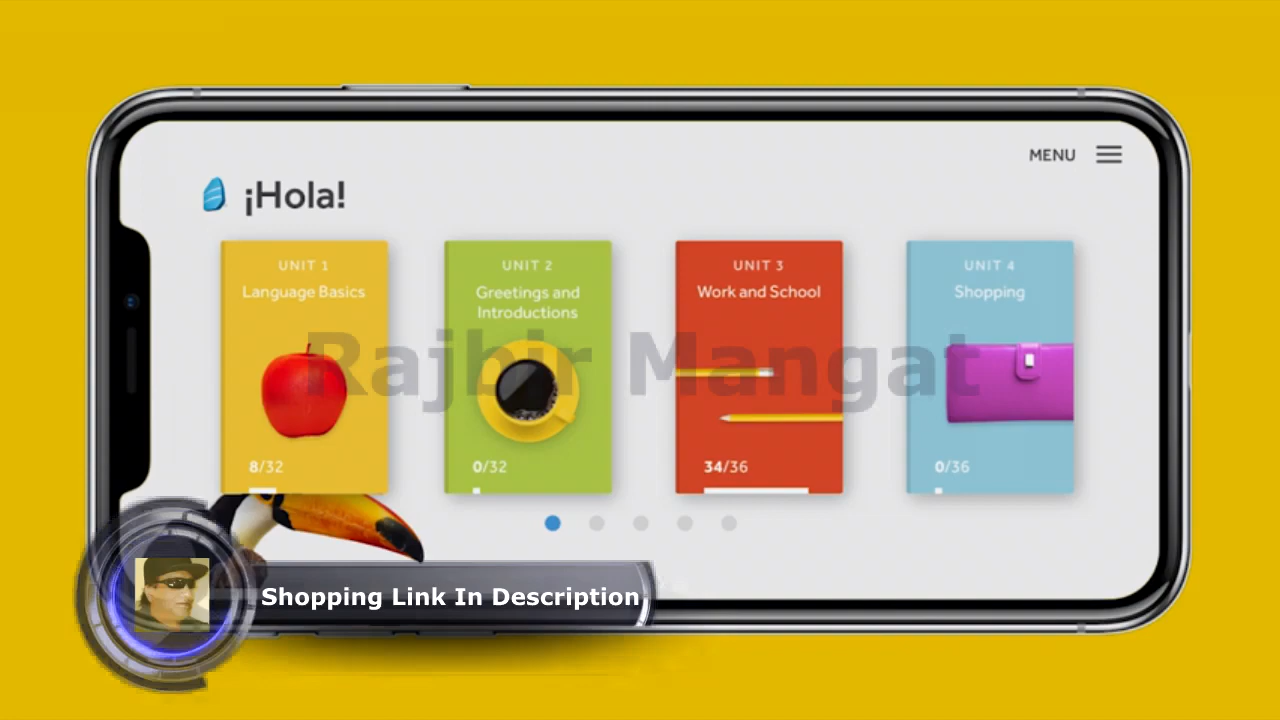 MENU
¡Hola!
UNIT 1
Language Basics
8/32
UNIT 2
Greetings and
Introductions
0/32
UNIT 3
Work and School
34/36
UNIT 4
Shopping
0/36
Rajbir Mangat
Shopping Link In Description